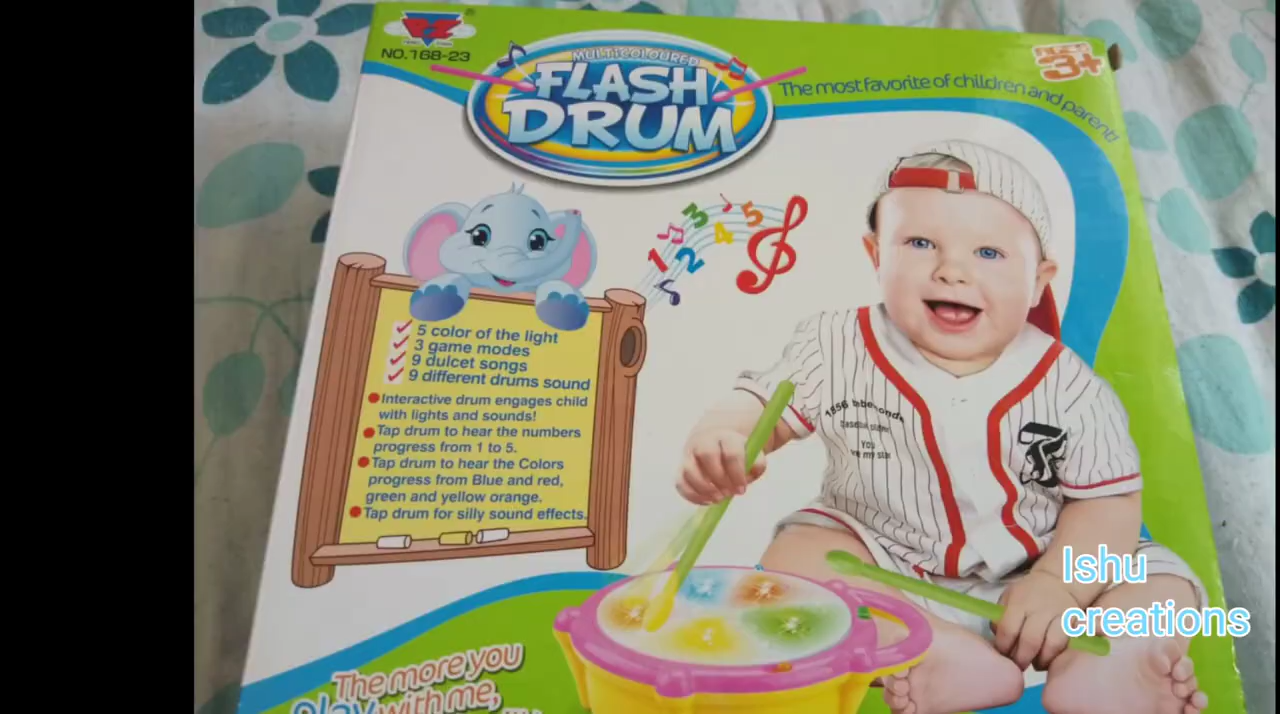 NO.168-23
MULTICOLOURED
FLASH
DRUM
The most favorite of children and parent!
3+
1 2 3 4 5
5 color of the light
3 game modes
9 dulcet songs
9 different drums sound
Interactive drum engages child
with lights and sounds!
Tap drum to hear the numbers
progress from 1 to 5.
Tap drum to hear the Colors
progress from Blue and red,
green and yellow orange.
Tap drum for silly sound effects.
1856
baseball
You
my star
Ishu
creations
The more you
play with me,